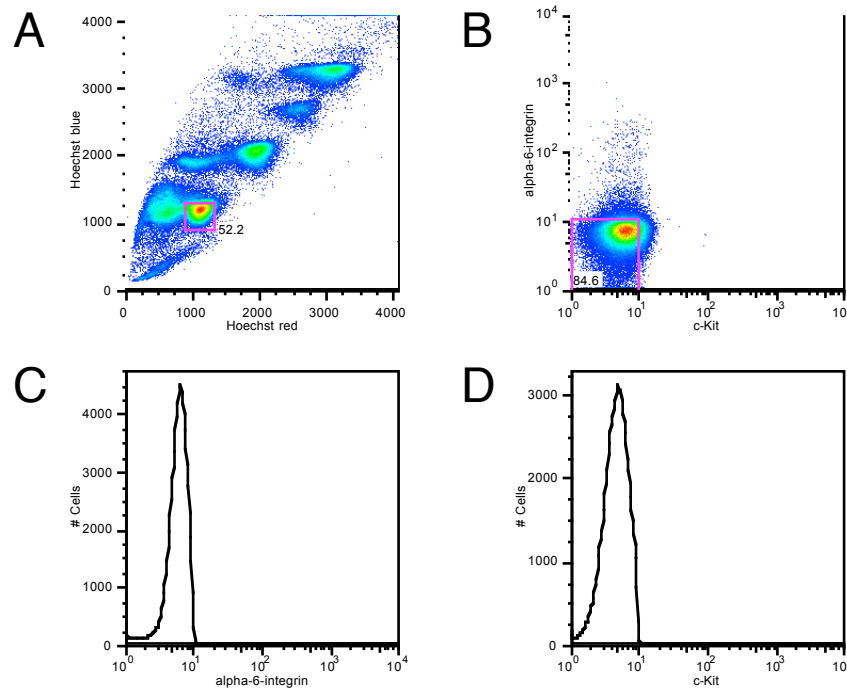 A
4000
3000
2000
1000
0
Hoechst blue
52.2
0 1000 2000 3000 4000
Hoechst red
B
10^4
10^3
10^2
10^1
10^0
alpha-6-integrin
84.6
10^0 10^1 10^2 10^3 10
c-Kit
C
4000
3000
2000
1000
0
# Cells
10^0 10^1 10^2 10^3 10^4
alpha-6-integrin
D
3000
2000
1000
0
# Cells
10^0 10^1 10^2 10^3 10
c-Kit